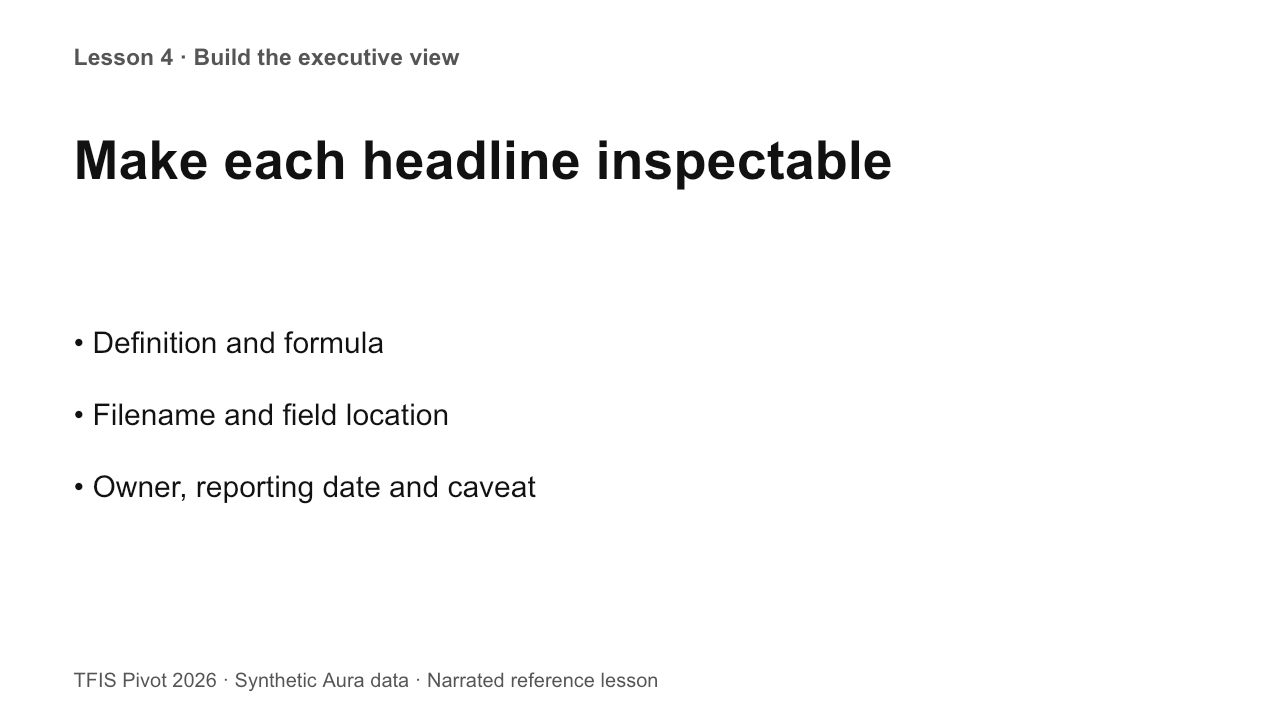 Lesson 4 · Build the executive view
Make each headline inspectable
• Definition and formula
• Filename and field location
• Owner, reporting date and caveat
TFIS Pivot 2026 · Synthetic Aura data · Narrated reference lesson